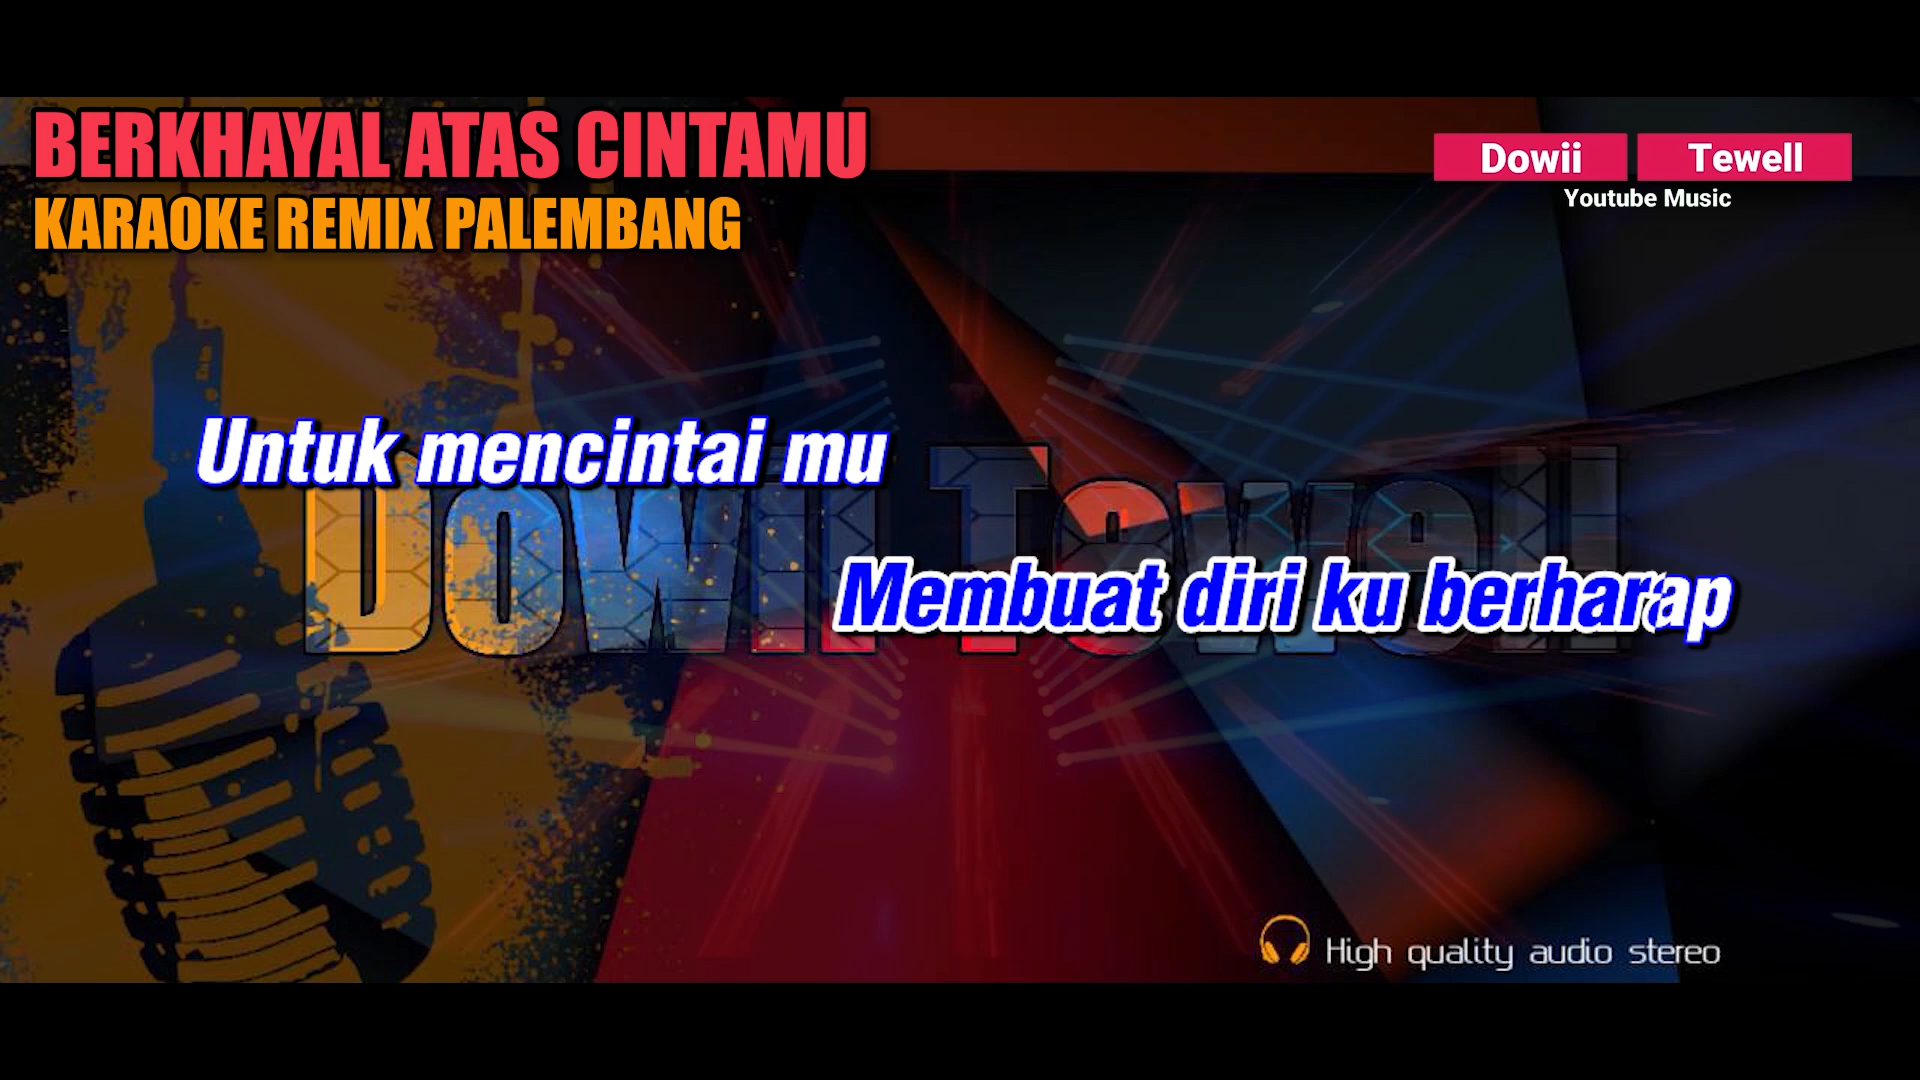 BERKHAYAL ATAS CINTAMU
KARAOKE REMIX PALEMBANG
Dowii Tewell
Youtube Music
Untuk mencintai mu
Dowii Tewell
Membuat diri ku berharap
High quality audio stereo